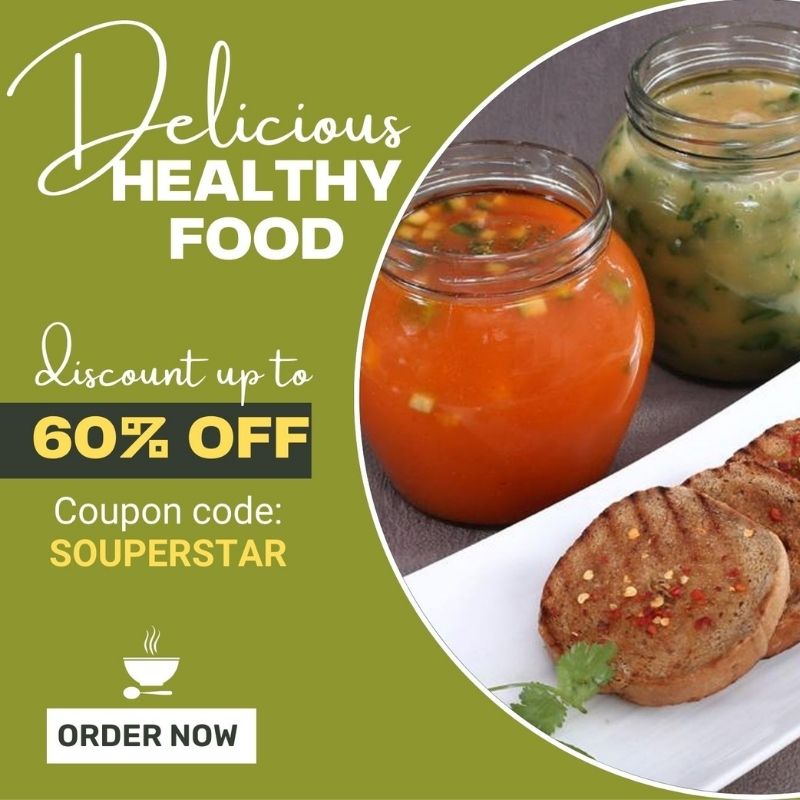 Delicious
HEALTHY
FOOD
discount up to
60% OFF
Coupon code:
SOUPERSTAR
ORDER NOW